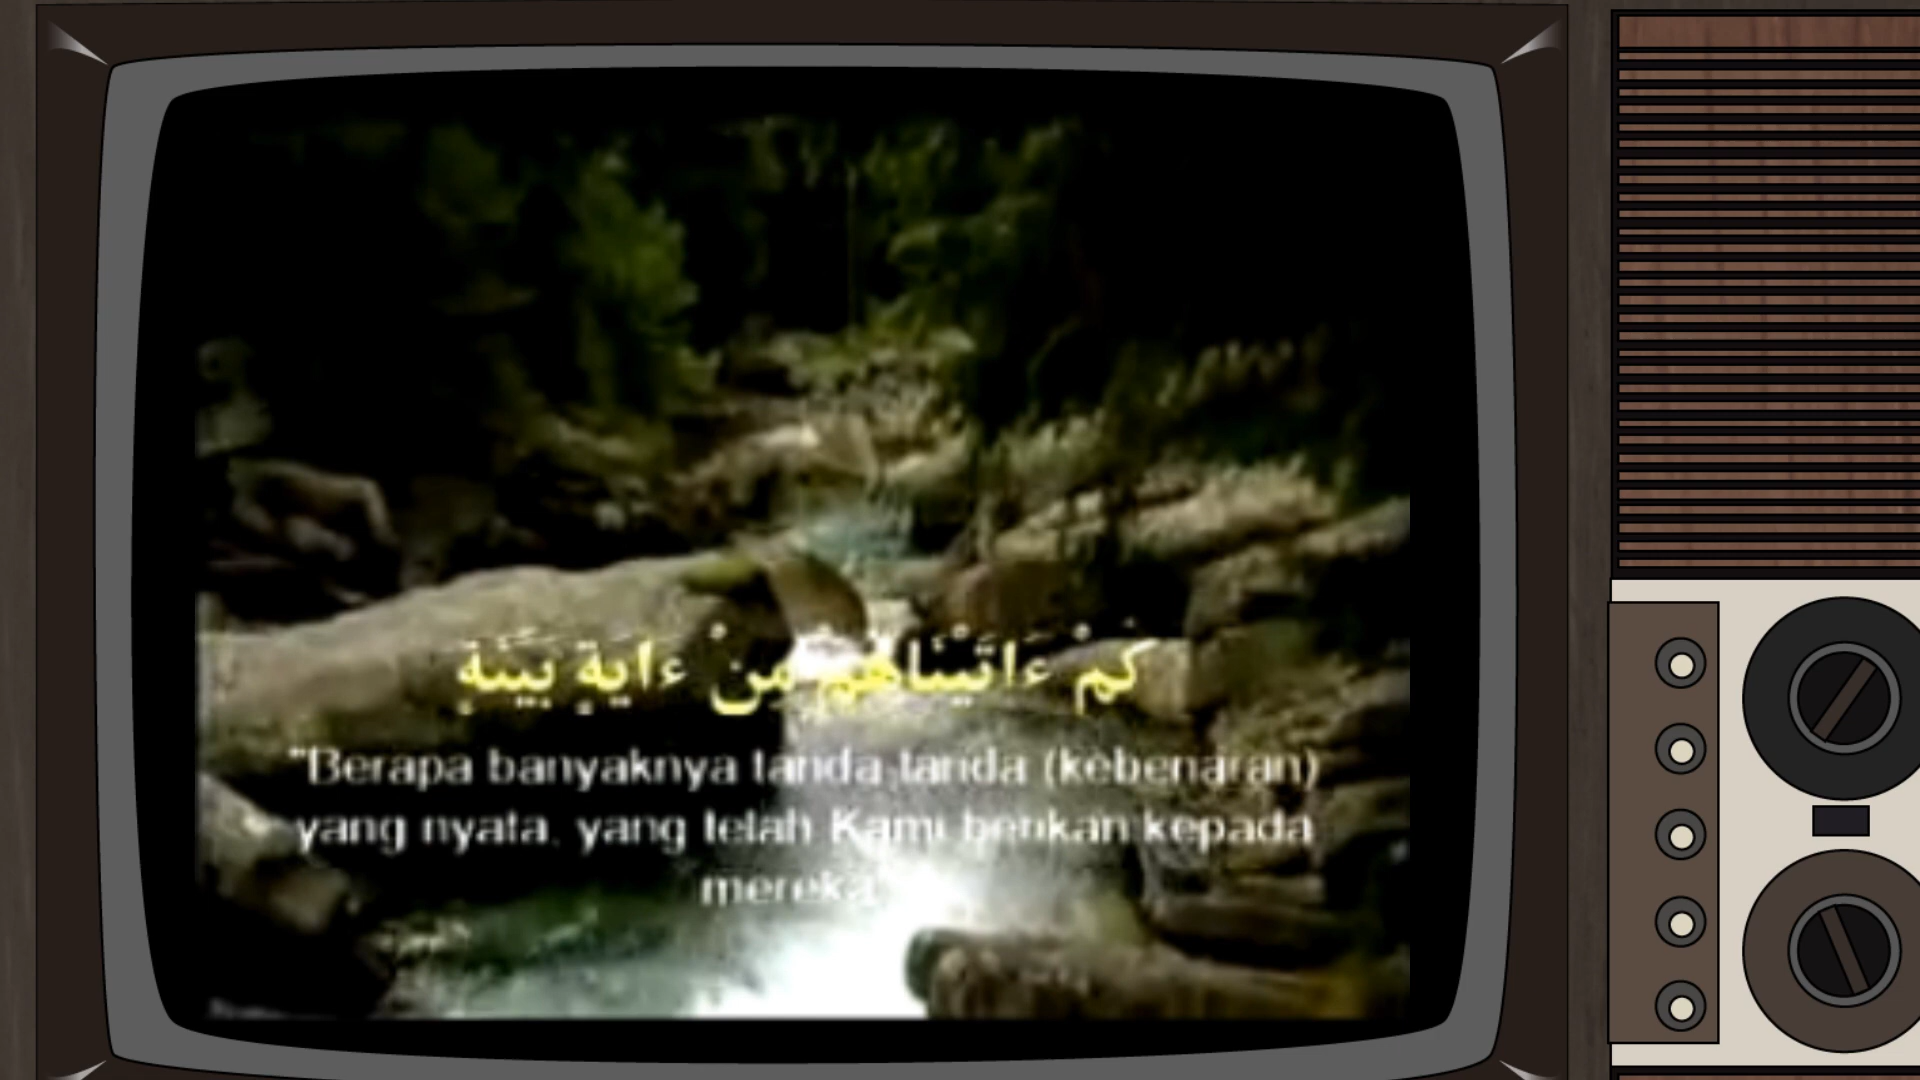 كَمْ ءَاتَيْنَاهُمْ مِنْ ءَايَةٍ بَيِّنَةٍ
"Berapa banyaknya tanda-tanda (kebenaran)
yang nyata, yang telah Kami berikan kepada
mereka